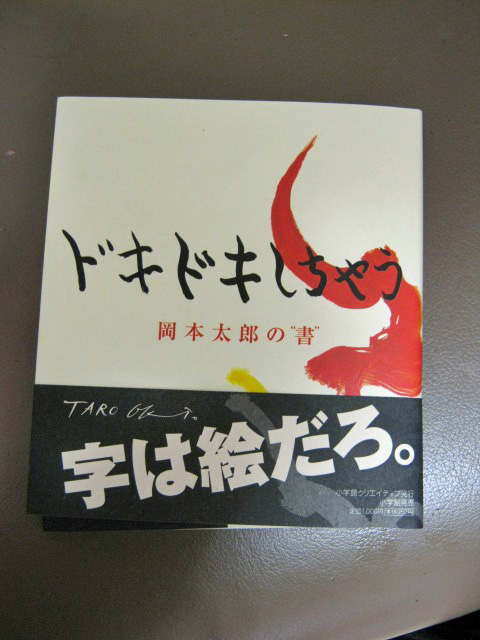 ドキドキしちゃう
岡本太郎の“書”
TARO
字は絵だろ。
小学館クリエイティブ発行
小学館発売